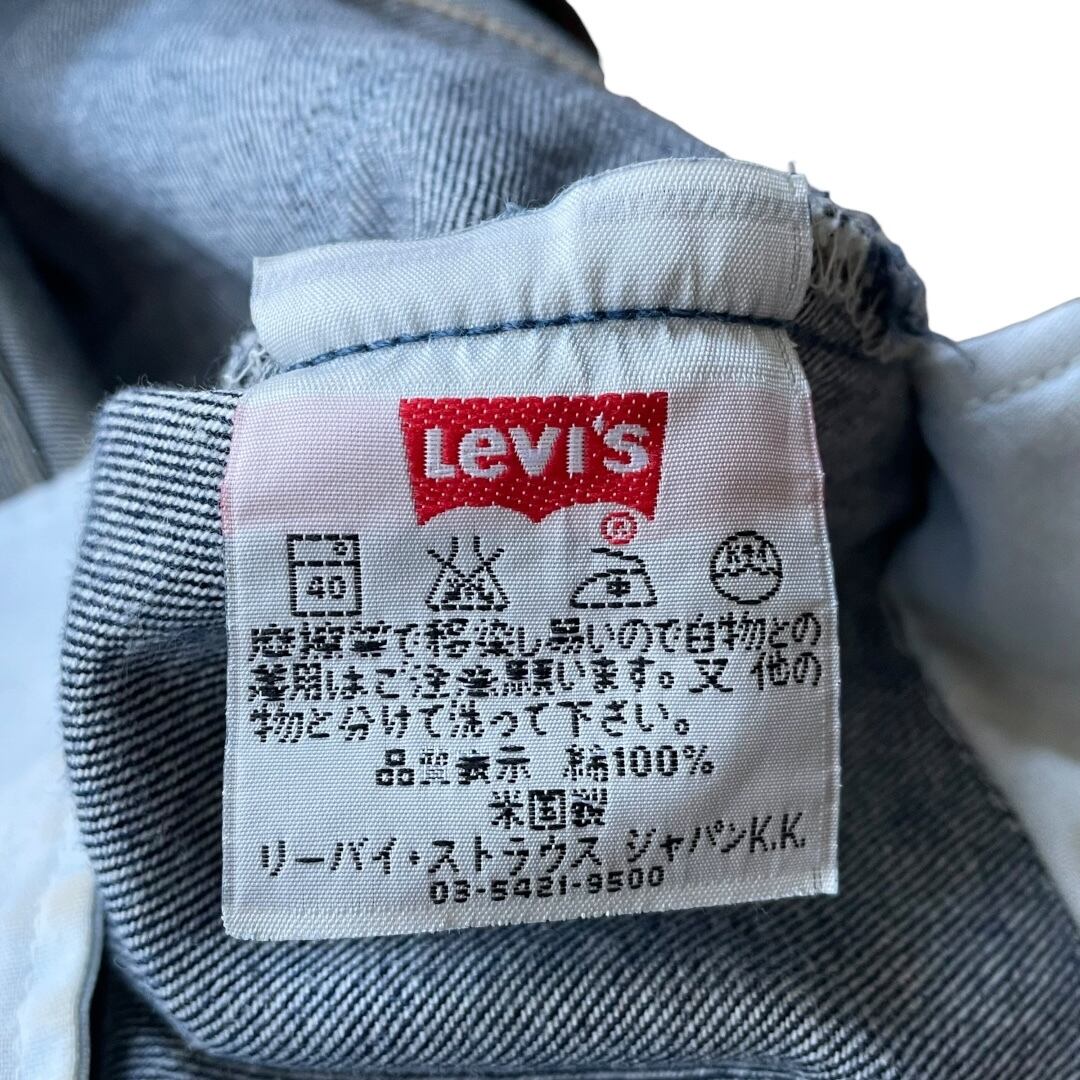 Levi's
®
40
摩擦等で移染し易いので白物との
着用はご注意願います。又 他の
物と分けて洗って下さい。
品質表示 綿100%
米国製
リーバイ・ストラウス ジャパンK.K.
03-5421-9500